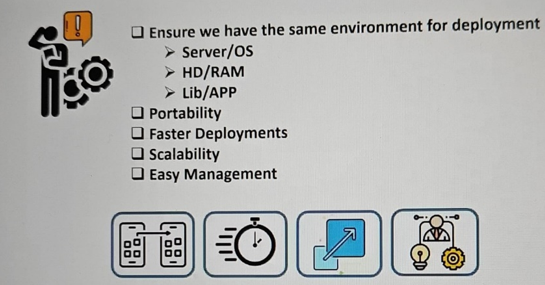 Ensure we have the same environment for deployment
Server/OS
HD/RAM
Lib/APP
Portability
Faster Deployments
Scalability
Easy Management